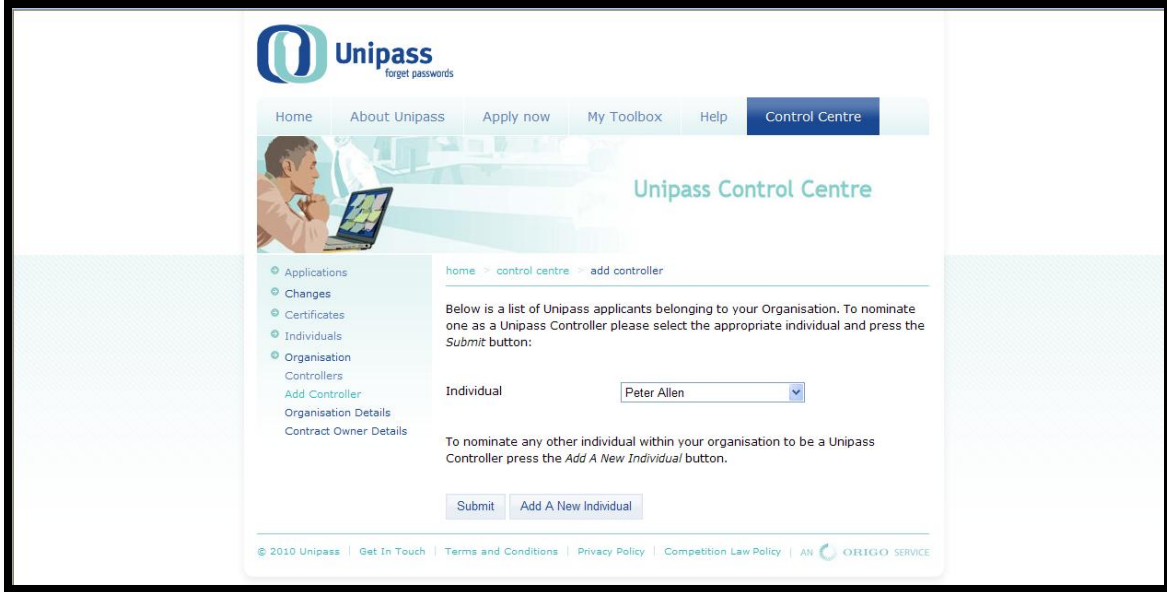 Unipass
forget passwords
Home About Unipass Apply now My Toolbox Help Control Centre
Unipass Control Centre
Applications
Changes
Certificates
Individuals
Organisation
Controllers
Add Controller
Organisation Details
Contract Owner Details
home > control centre > add controller
Below is a list of Unipass applicants belonging to your Organisation. To nominate
one as a Unipass Controller please select the appropriate individual and press the
Submit button:
Individual Peter Allen
To nominate any other individual within your organisation to be a Unipass
Controller press the Add A New Individual button.
Submit Add A New Individual
© 2010 Unipass | Get In Touch | Terms and Conditions | Privacy Policy | Competition Law Policy | AN ORIGO SERVICE